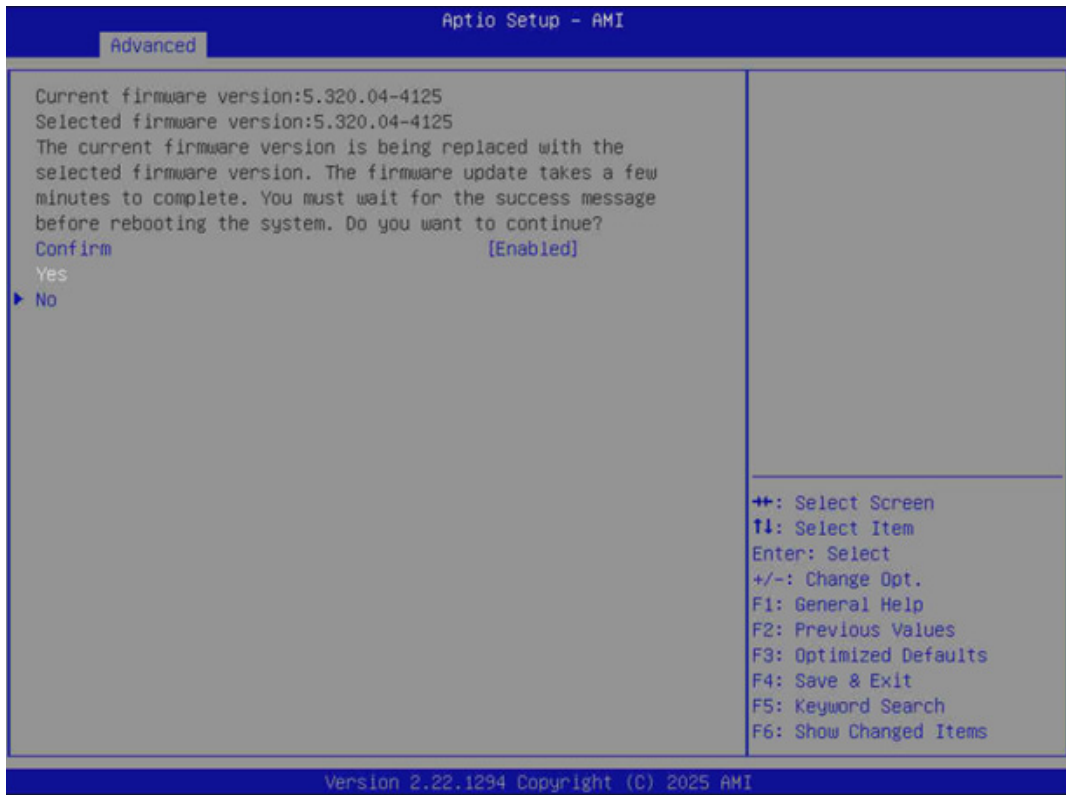 Aptio Setup – AMI
Advanced
Current firmware version:5.320.04-4125
Selected firmware version:5.320.04-4125
The current firmware version is being replaced with the
selected firmware version. The firmware update takes a few
minutes to complete. You must wait for the success message
before rebooting the system. Do you want to continue?
Confirm [Enabled]
Yes
No
→←: Select Screen
↑↓: Select Item
Enter: Select
+/-: Change Opt.
F1: General Help
F2: Previous Values
F3: Optimized Defaults
F4: Save & Exit
F5: Keyword Search
F6: Show Changed Items
Version 2.22.1294 Copyright (C) 2025 AMI